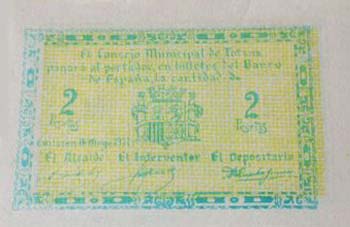 El Consejo Municipal de Totana
pagará al portador, en billetes del Banco
de España, la cantidad de
2 2
Pesetas Pesetas
El Alcalde El Interventor El Depositario